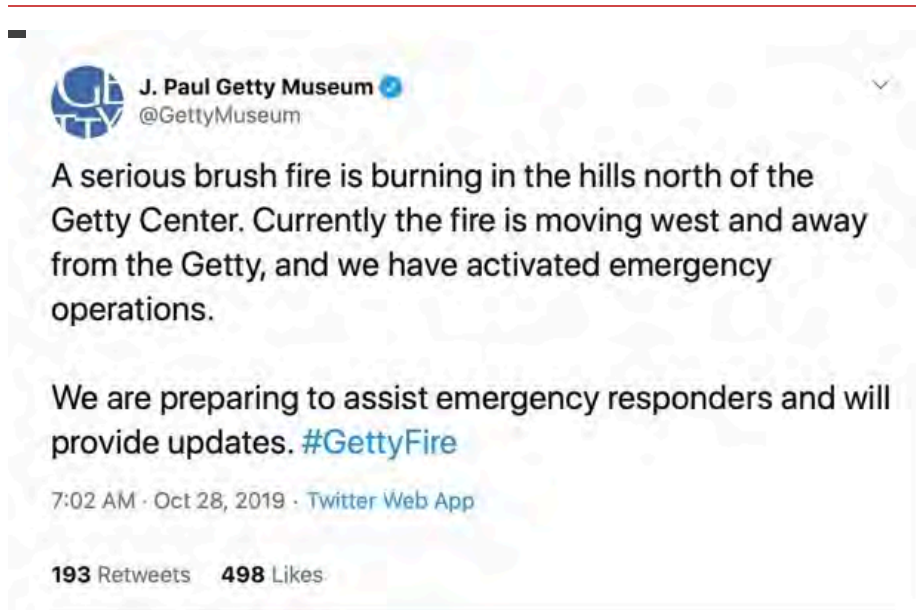 GE
TTY
J. Paul Getty Museum
@GettyMuseum
A serious brush fire is burning in the hills north of the
Getty Center. Currently the fire is moving west and away
from the Getty, and we have activated emergency
operations.
We are preparing to assist emergency responders and will
provide updates. #GettyFire
7:02 AM · Oct 28, 2019 · Twitter Web App
193 Retweets 498 Likes